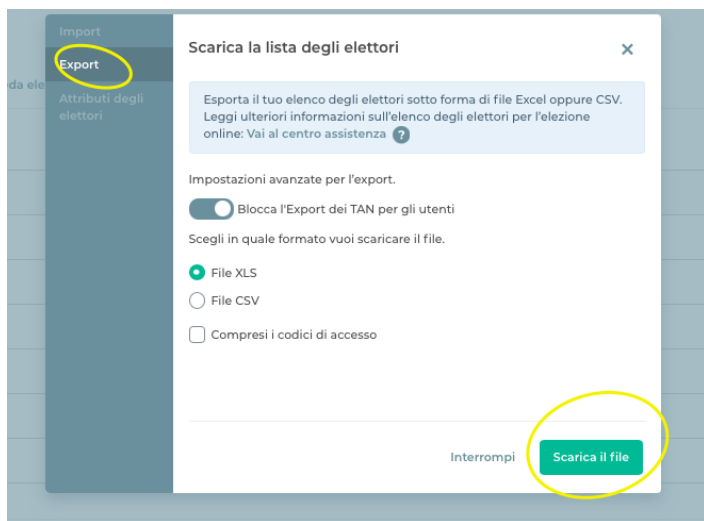 Import
Export
da ele
Attributi degli
elettori
Scarica la lista degli elettori
Esporta il tuo elenco degli elettori sotto forma di file Excel oppure CSV.
Leggi ulteriori informazioni sull'elenco degli elettori per l'elezione
online: Vai al centro assistenza ?
Impostazioni avanzate per l'export.
Blocca l'Export dei TAN per gli utenti
Scegli in quale formato vuoi scaricare il file.
File XLS
File CSV
Compresi i codici di accesso
Interrompi
Scarica il file